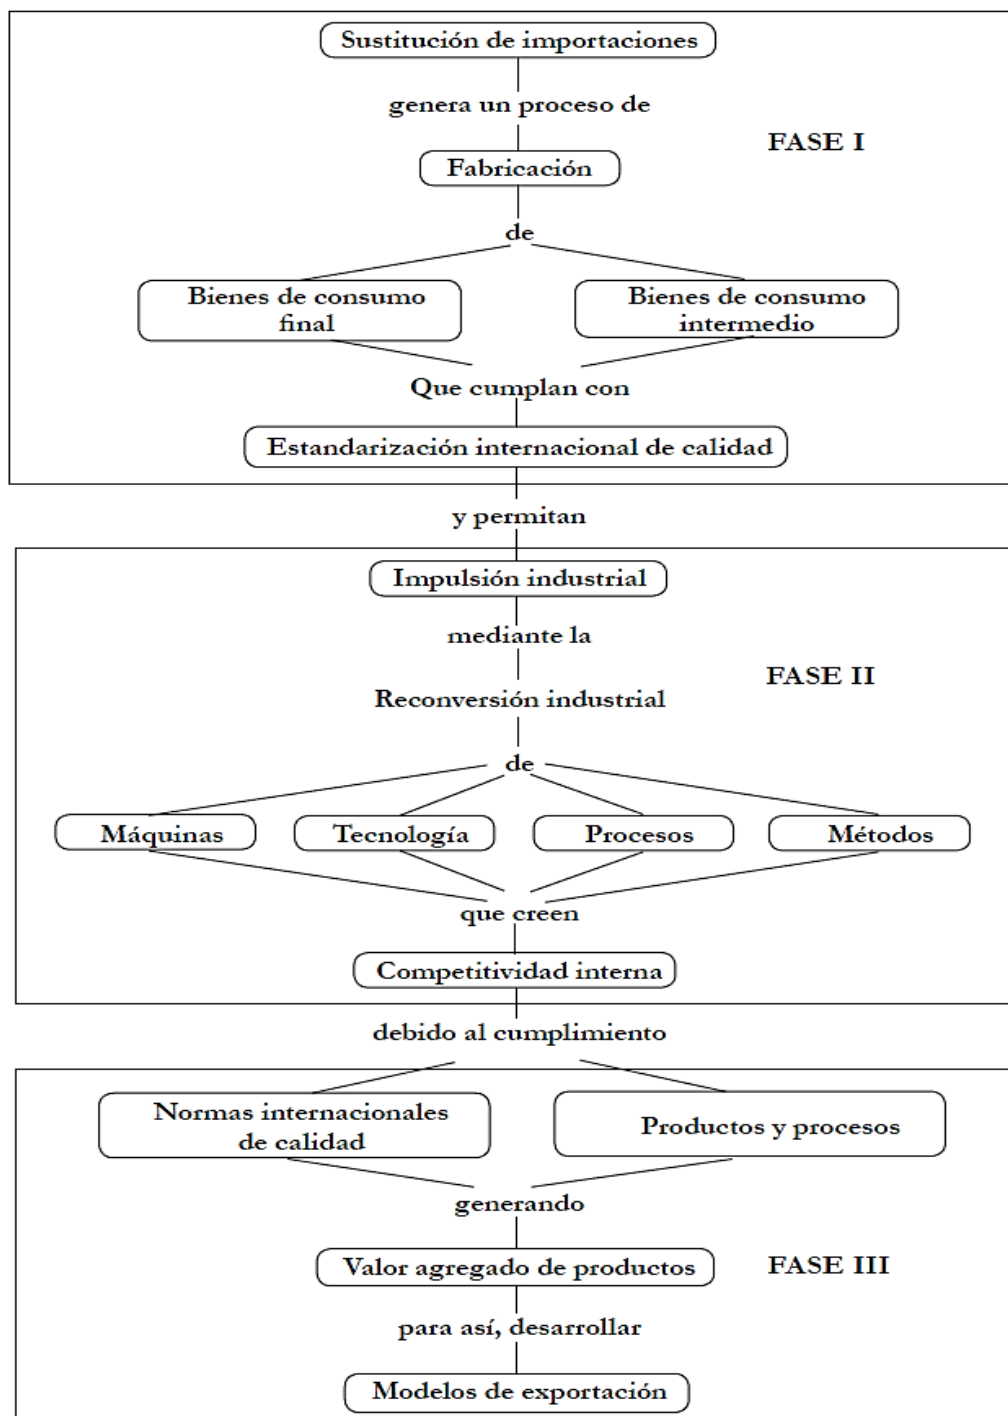 Sustitución de importaciones
genera un proceso de
FASE I
Fabricación
de
Bienes de consumo
final
Bienes de consumo
intermedio
Que cumplan con
Estandarización internacional de calidad
y permitan
Impulsión industrial
mediante la
FASE II
Reconversión industrial
de
Máquinas
Tecnología
Procesos
Métodos
que creen
Competitividad interna
debido al cumplimiento
Normas internacionales
de calidad
Productos y procesos
generando
Valor agregado de productos
FASE III
para así, desarrollar
Modelos de exportación